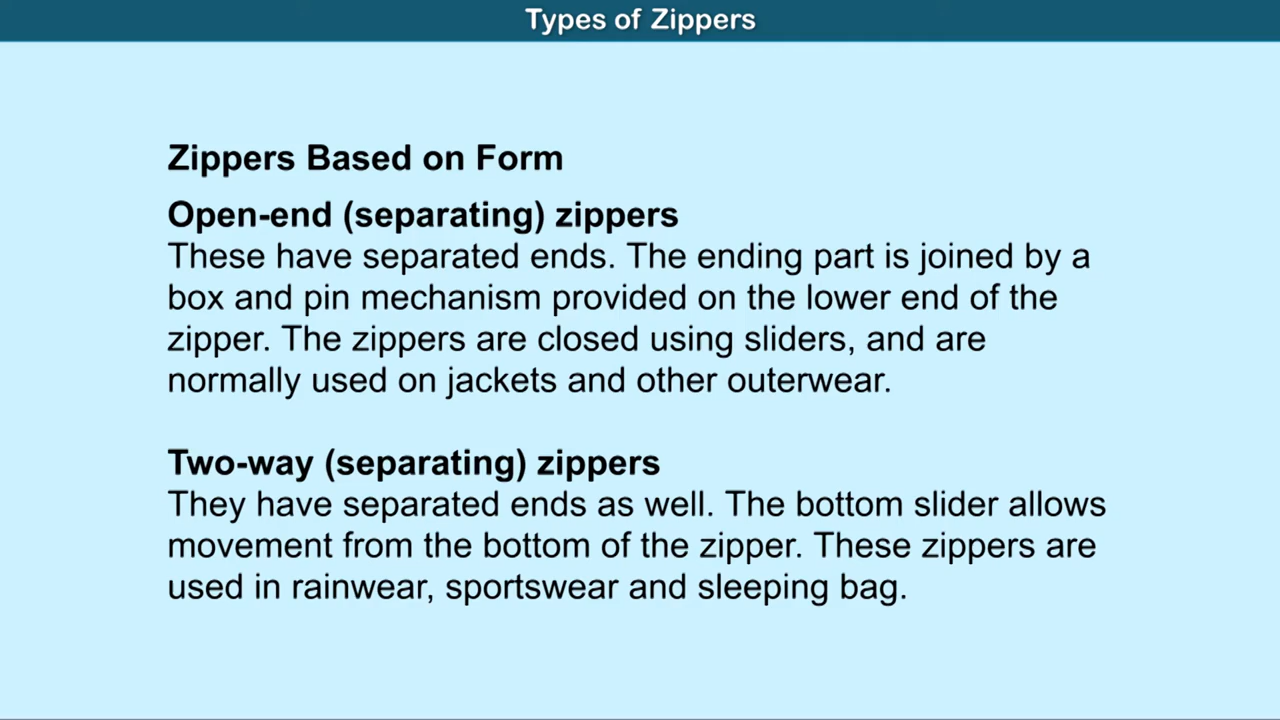 Types of Zippers
Zippers Based on Form
Open-end (separating) zippers
These have separated ends. The ending part is joined by a
box and pin mechanism provided on the lower end of the
zipper. The zippers are closed using sliders, and are
normally used on jackets and other outerwear.
Two-way (separating) zippers
They have separated ends as well. The bottom slider allows
movement from the bottom of the zipper. These zippers are
used in rainwear, sportswear and sleeping bag.